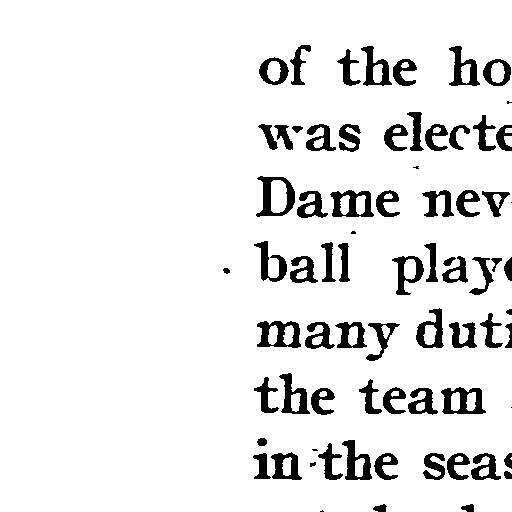 of the ho
was electe
Dame nev
ball play
many duti
the team
in the seas